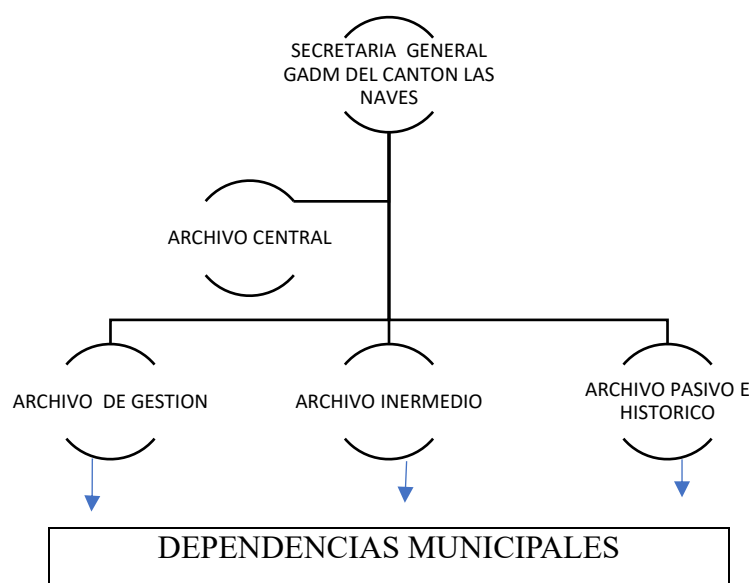 SECRETARIA GENERAL
GADM DEL CANTON LAS
NAVES
ARCHIVO CENTRAL
ARCHIVO DE GESTION
ARCHIVO INERMEDIO
ARCHIVO PASIVO E
HISTORICO
DEPENDENCIAS MUNICIPALES